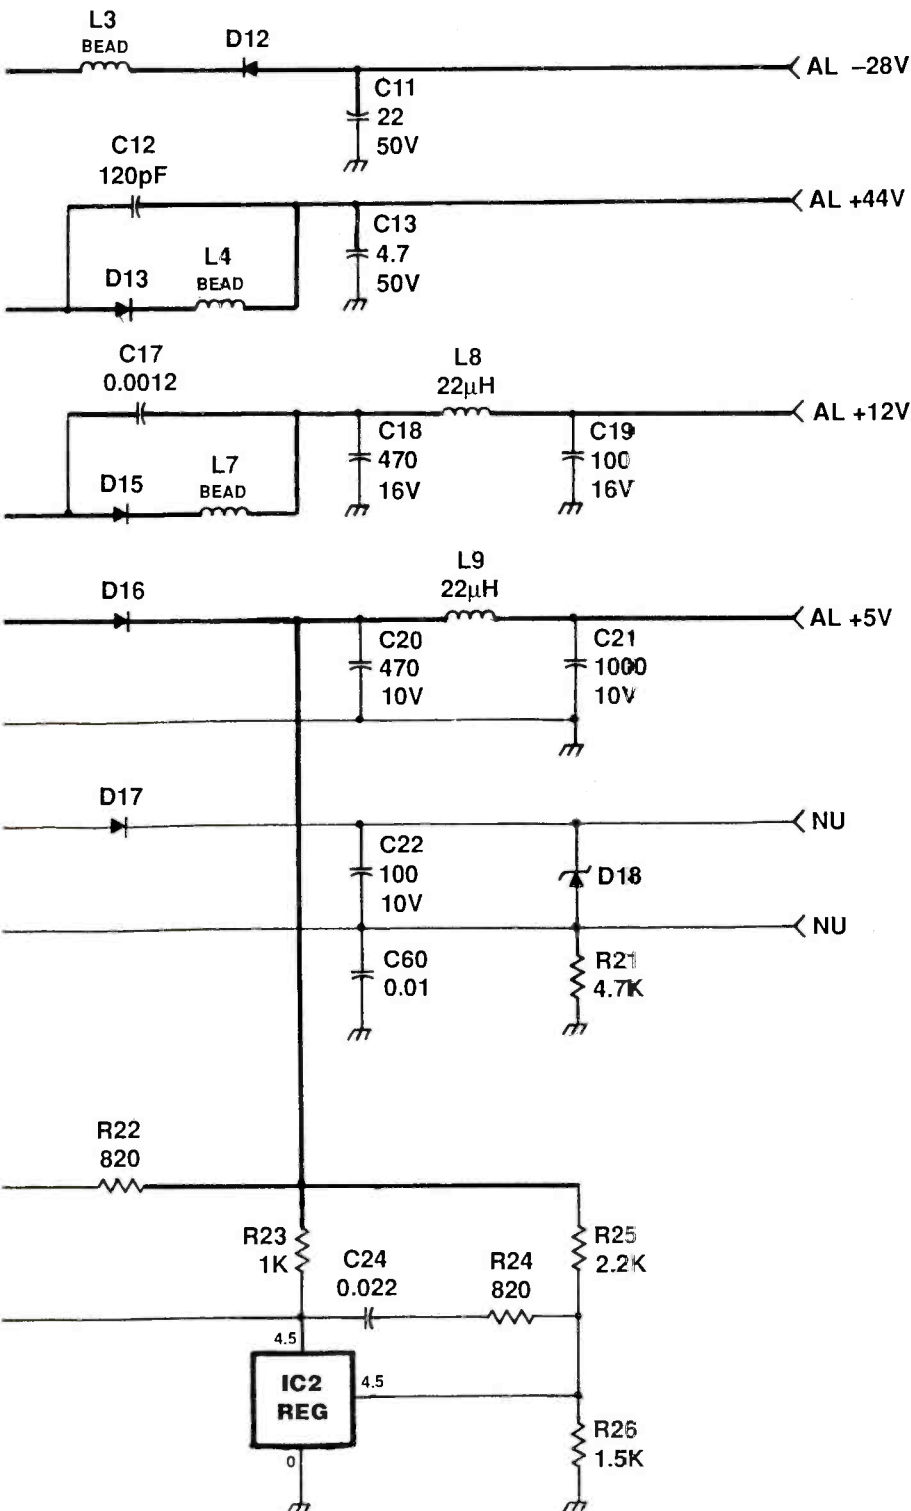 L3
BEAD
D12
AL –28V
C11
22
50V
C12
120pF
AL +44V
C13
4.7
50V
L4
BEAD
D13
C17
0.0012
L8
22μH
AL +12V
C18
470
16V
C19
100
16V
L7
BEAD
D15
L9
22μH
D16
AL +5V
C20
470
10V
C21
1000
10V
D17
NU
C22
100
10V
D18
NU
C60
0.01
R21
4.7K
R22
820
R23
1K
C24
0.022
R24
820
R25
2.2K
4.5
IC2
REG
4.5
0
R26
1.5K